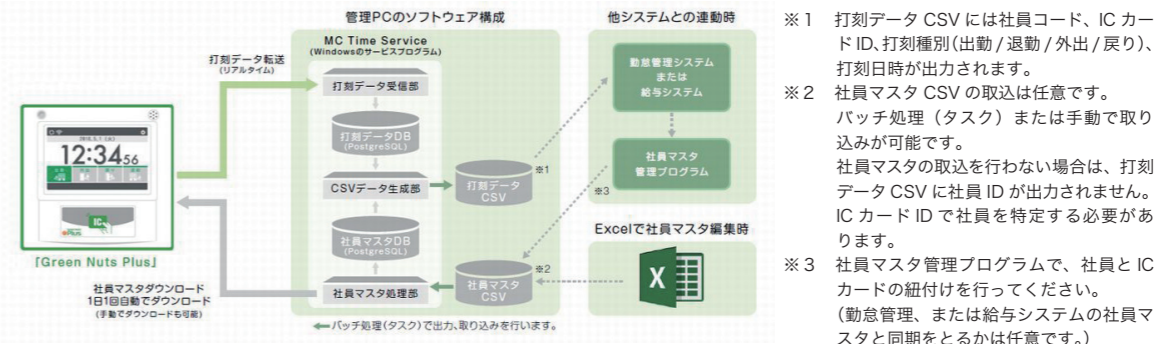 管理PCのソフトウェア構成
他システムとの連動時
MC Time Service
(Windowsのサービスプログラム)
打刻データ転送
(リアルタイム)
打刻データ受信部
打刻データDB
(PostgreSQL)
CSVデータ生成部
社員マスタDB
(PostgreSQL)
社員マスタ処理部
打刻データ
CSV
※1
社員マスタ
CSV
※2
勤怠管理システム
または
給与システム
社員マスタ
管理プログラム
※3
Excelで社員マスタ編集時
X
12:34 56
IC
「Green Nuts Plus」
社員マスタダウンロード
1日1回自動でダウンロード
(手動でダウンロードも可能)
バッチ処理(タスク)で出力、取り込みを行います。
※1 打刻データ CSV には社員コード、IC カー
ド ID、打刻種別(出勤 / 退勤 / 外出 / 戻り)、
打刻日時が出力されます。
※2 社員マスタ CSV の取込は任意です。
バッチ処理(タスク)または手動で取り
込みが可能です。
社員マスタの取込を行わない場合は、打刻
データ CSV に社員 ID が出力されません。
IC カード ID で社員を特定する必要があ
ります。
※3 社員マスタ管理プログラムで、社員と IC
カードの紐付けを行ってください。
(勤怠管理、または給与システムの社員マ
スタと同期をとるかは任意です。)